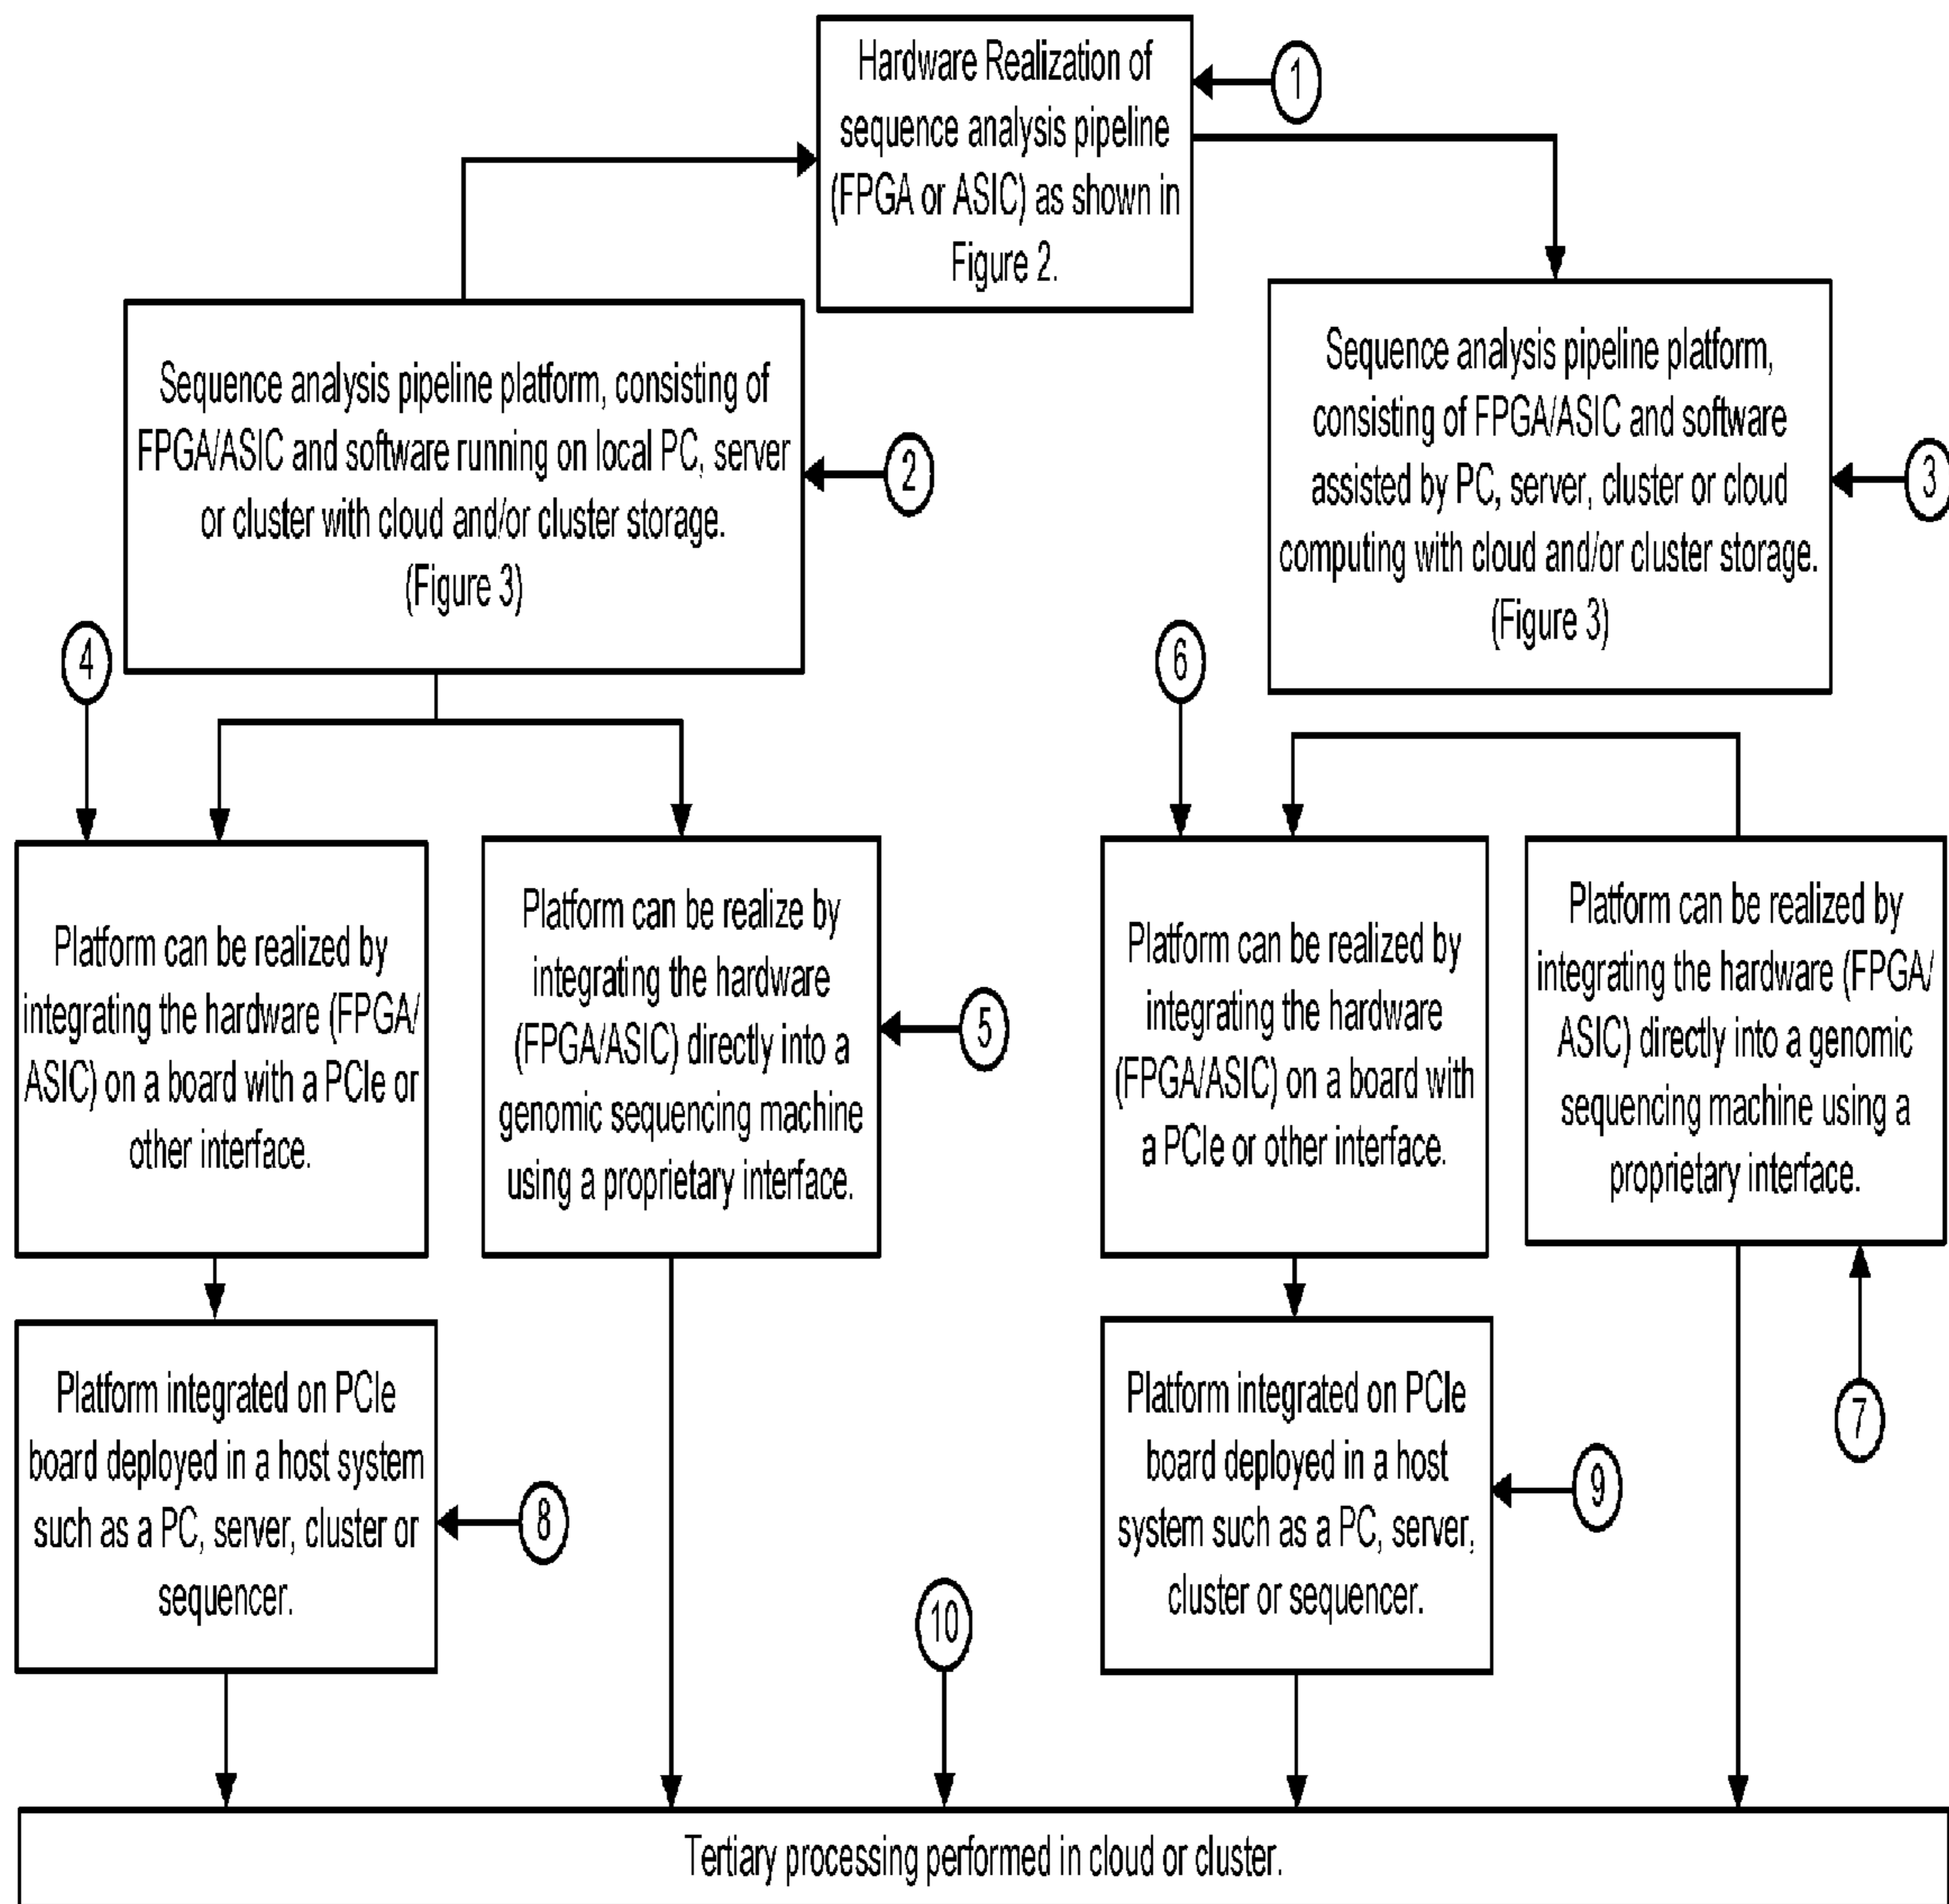 Hardware Realization of
sequence analysis pipeline
(FPGA or ASIC) as shown in
Figure 2.
1
Sequence analysis pipeline platform, consisting of
FPGA/ASIC and software running on local PC, server
or cluster with cloud and/or cluster storage.
(Figure 3)
2
Sequence analysis pipeline platform,
consisting of FPGA/ASIC and software
assisted by PC, server, cluster or cloud
computing with cloud and/or cluster storage.
(Figure 3)
3
4
6
Platform can be realized by
integrating the hardware (FPGA/
ASIC) on a board with a PCIe or
other interface.
Platform can be realize by
integrating the hardware
(FPGA/ASIC) directly into a
genomic sequencing machine
using a proprietary interface.
5
Platform can be realized by
integrating the hardware
(FPGA/ASIC) on a board with
a PCIe or other interface.
Platform can be realized by
integrating the hardware (FPGA/
ASIC) directly into a genomic
sequencing machine using a
proprietary interface.
7
Platform integrated on PCIe
board deployed in a host system
such as a PC, server, cluster or
sequencer.
8
Platform integrated on PCIe
board deployed in a host
system such as a PC, server,
cluster or sequencer.
9
10
Tertiary processing performed in cloud or cluster.